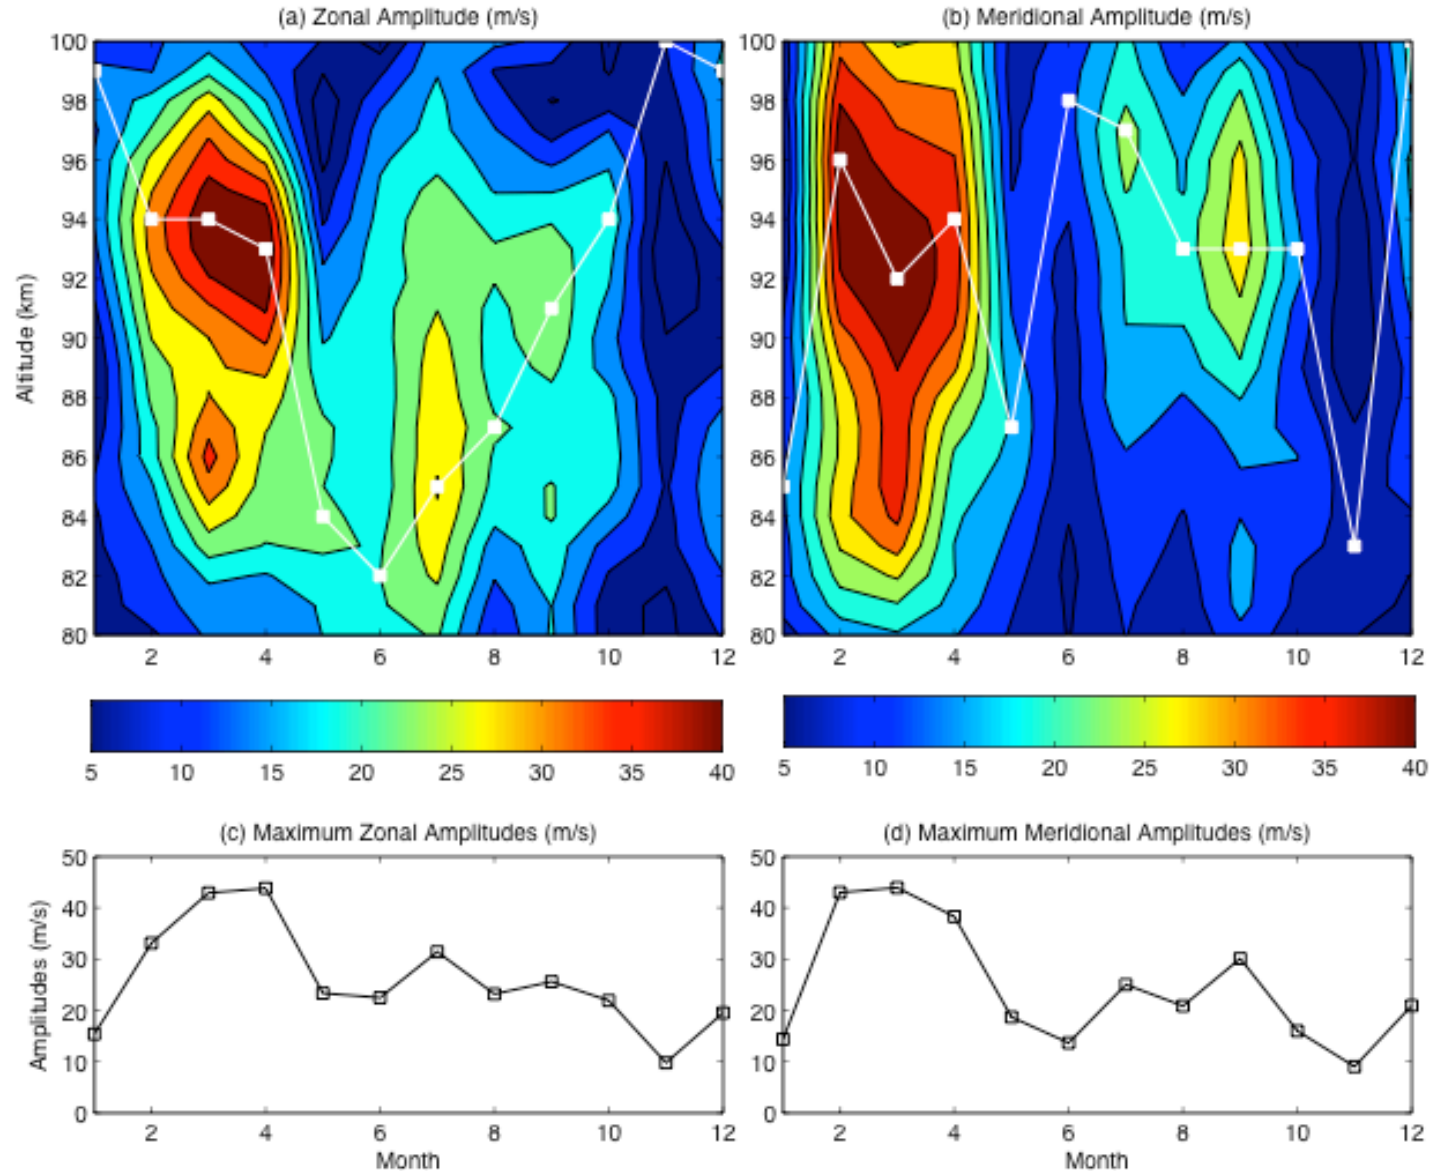 (a) Zonal Amplitude (m/s)
(b) Meridional Amplitude (m/s)
Altitude (km)
100
98
96
94
92
90
88
86
84
82
80
2 4 6 8 10 12
100
98
96
94
92
90
88
86
84
82
80
2 4 6 8 10 12
5 10 15 20 25 30 35 40
5 10 15 20 25 30 35 40
(c) Maximum Zonal Amplitudes (m/s)
(d) Maximum Meridional Amplitudes (m/s)
Amplitudes (m/s)
50
40
30
20
10
0
2 4 6 8 10 12
Month
50
40
30
20
10
0
2 4 6 8 10 12
Month